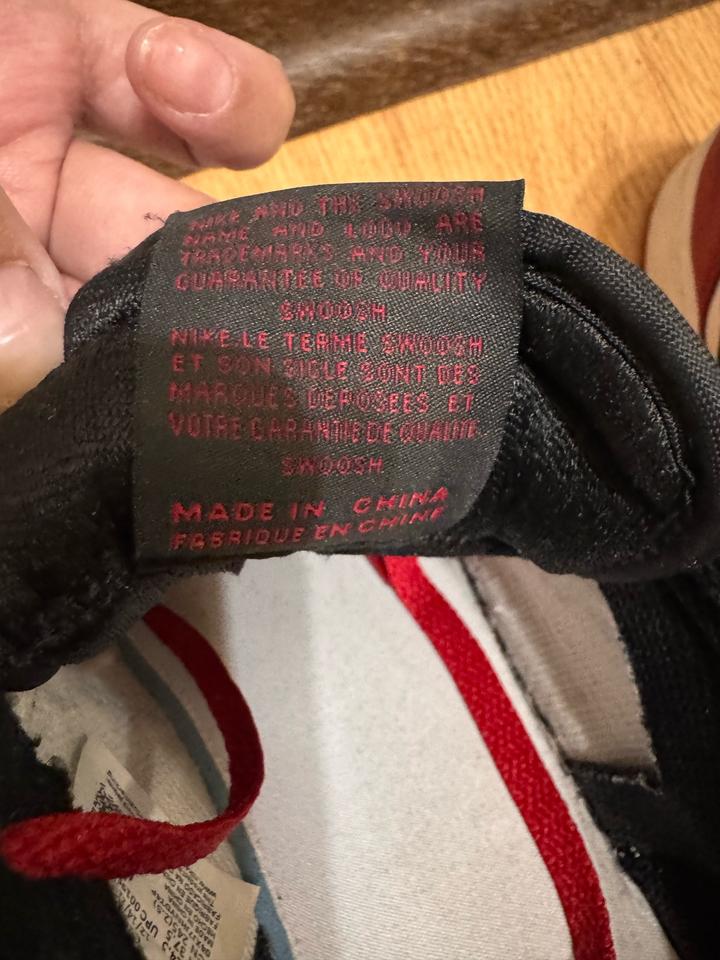 NIKE AND THE SWOOSH
NAME AND LOGO ARE
TRADEMARKS AND YOUR
GUARANTEE OF QUALITY
SWOOSH
NIKE.LE TERME SWOOSH
ET SON SIGLE SONT DES
MARQUES DEPOSEES ET
VOTRE GARANTIE DE QUALITE
SWOOSH
MADE IN CHINA
FABRIQUE EN CHINE